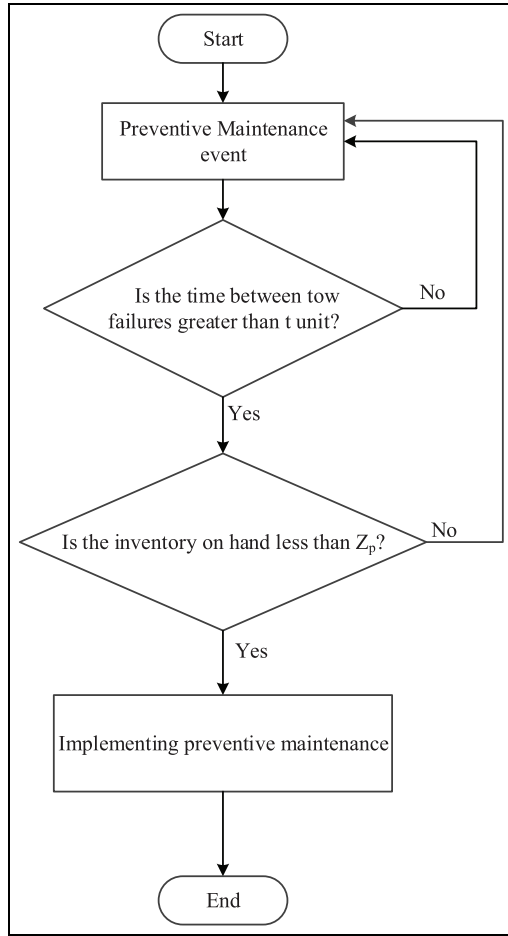 Start
Preventive Maintenance
event
Is the time between tow
failures greater than t unit?
No
Yes
Is the inventory on hand less than Zp?
No
Yes
Implementing preventive maintenance
End